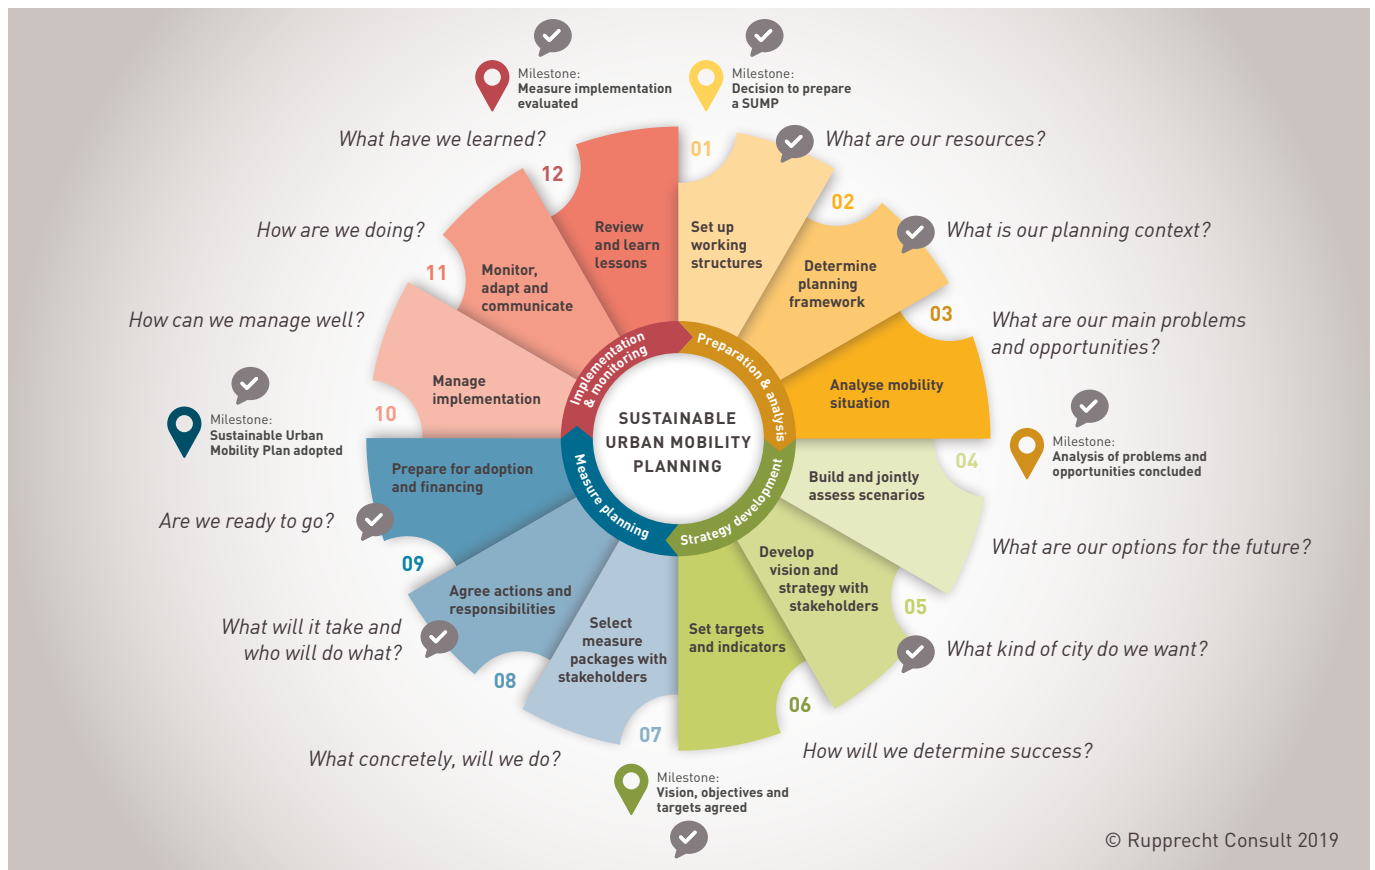 Milestone:
Measure implementation
evaluated
Milestone:
Decision to prepare
a SUMP
What have we learned?
What are our resources?
How are we doing?
What is our planning context?
How can we manage well?
What are our main problems
and opportunities?
Milestone:
Sustainable Urban
Mobility Plan adopted
Milestone:
Analysis of problems and
opportunities concluded
Are we ready to go?
What are our options for the future?
What will it take and
who will do what?
What kind of city do we want?
What concretely, will we do?
How will we determine success?
Milestone:
Vision, objectives and
targets agreed
01
Set up
working
structures
02
Determine
planning
framework
03
Analyse mobility
situation
04
Build and jointly
assess scenarios
05
Develop
vision and
strategy with
stakeholders
06
Set targets
and indicators
07
Select
measure
packages with
stakeholders
08
Agree actions and
responsibilities
09
Prepare for adoption
and financing
10
Manage
implementation
11
Monitor,
adapt and
communicate
12
Review
and learn
lessons
Preparation & analysis
Strategy development
Measure planning
Implementation
& monitoring
SUSTAINABLE
URBAN MOBILITY
PLANNING
© Rupprecht Consult 2019